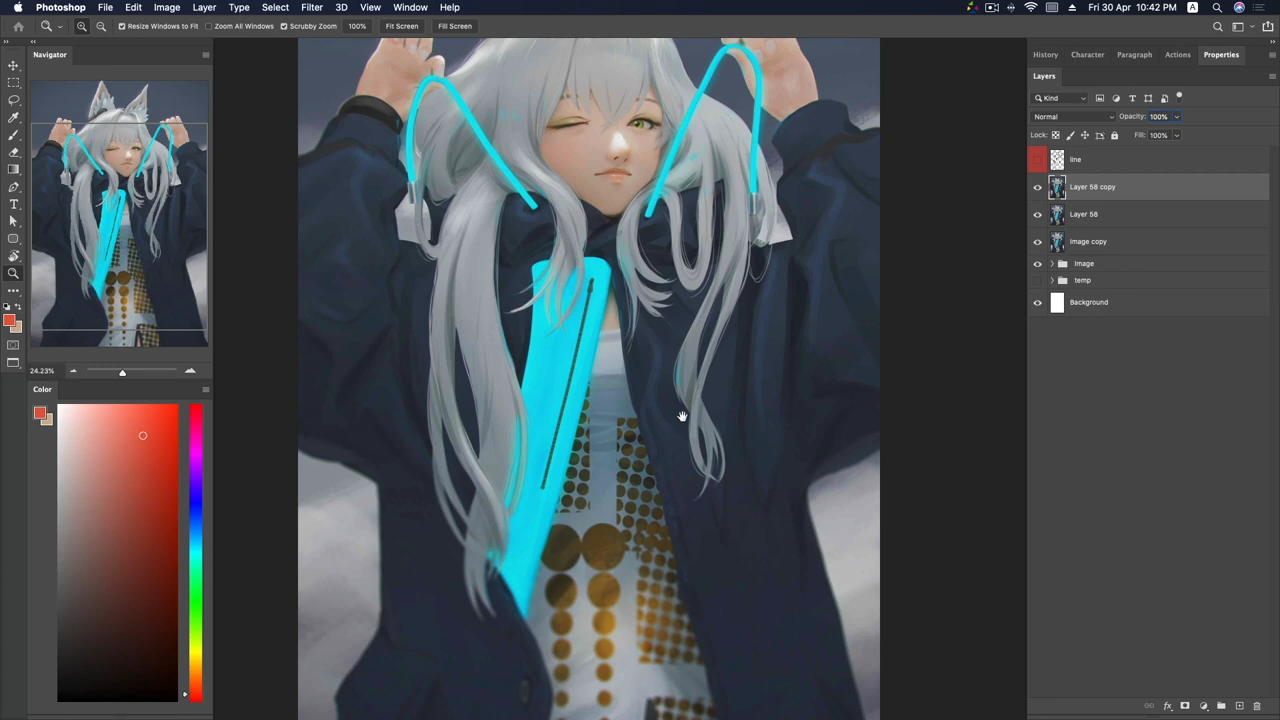 Photoshop File Edit Image Layer Type Select Filter 3D View Window Help
Fri 30 Apr 10:42 PM A
Resize Windows to Fit Zoom All Windows Scrubby Zoom 100% Fit Screen Fill Screen
Navigator
24.23%
Color
History Character Paragraph Actions Properties
Layers
Kind
Normal Opacity: 100%
Lock: Fill: 100%
line
Layer 58 copy
Layer 58
Image copy
Image
temp
Background
fx